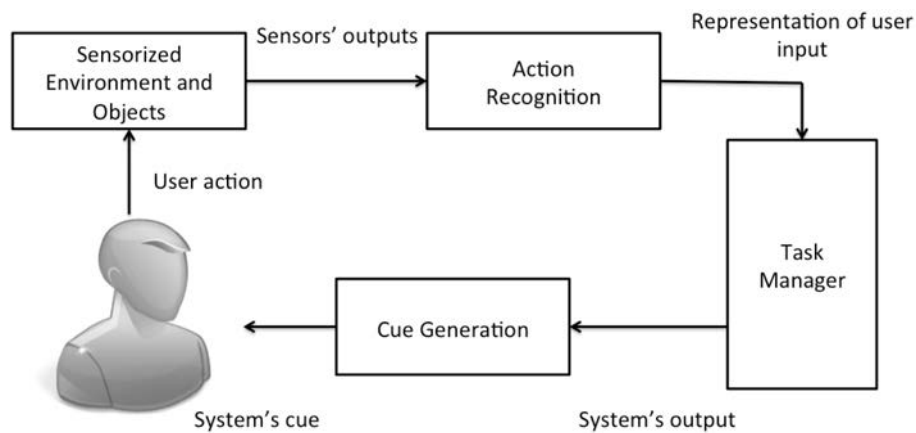 Sensorized
Environment and
Objects
Sensors’ outputs
Action
Recognition
Representation of user
input
User action
Task
Manager
Cue Generation
System’s cue
System’s output